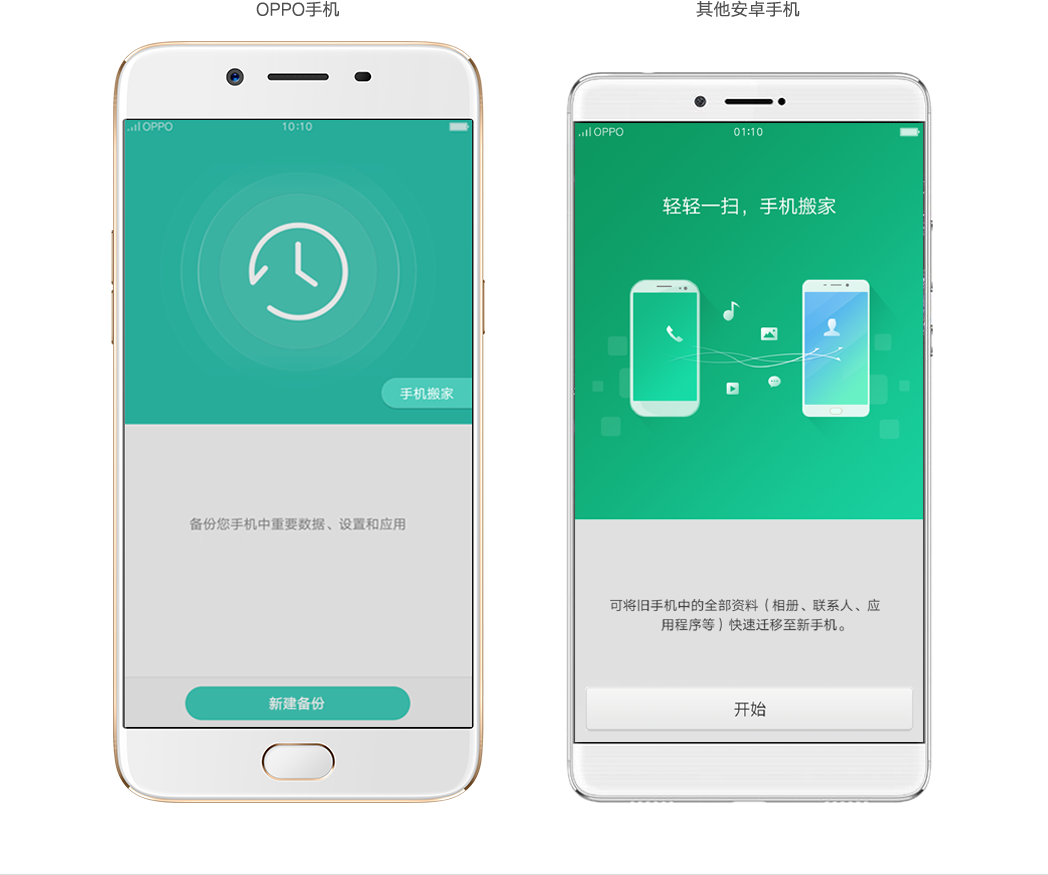 OPPO手机
其他安卓手机
OPPO
10:10
手机搬家
备份您手机中重要数据、设置和应用
新建备份
OPPO
01:10
轻轻一扫，手机搬家
可将旧手机中的全部资料（相册、联系人、应
用程序等）快速迁移至新手机。
开始